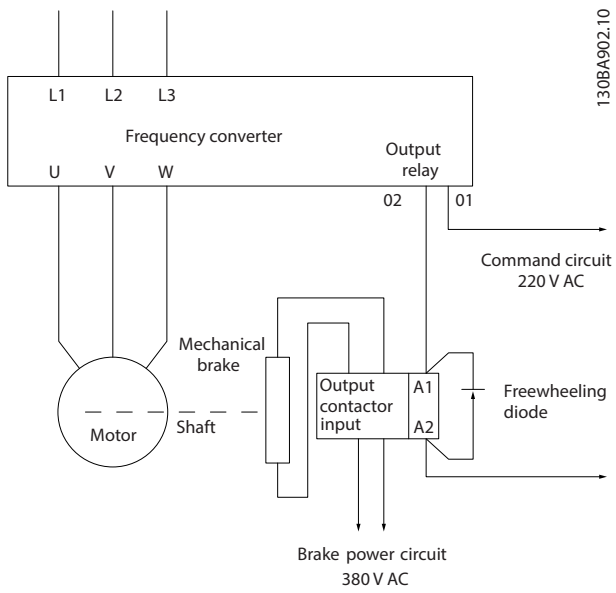 130BA902.10
L1 L2 L3
Frequency converter
Output
relay
U V W
02 01
Command circuit
220 V AC
Mechanical
brake
Output
contactor
input
A1
A2
Freewheeling
diode
Shaft
Motor
Brake power circuit
380 V AC